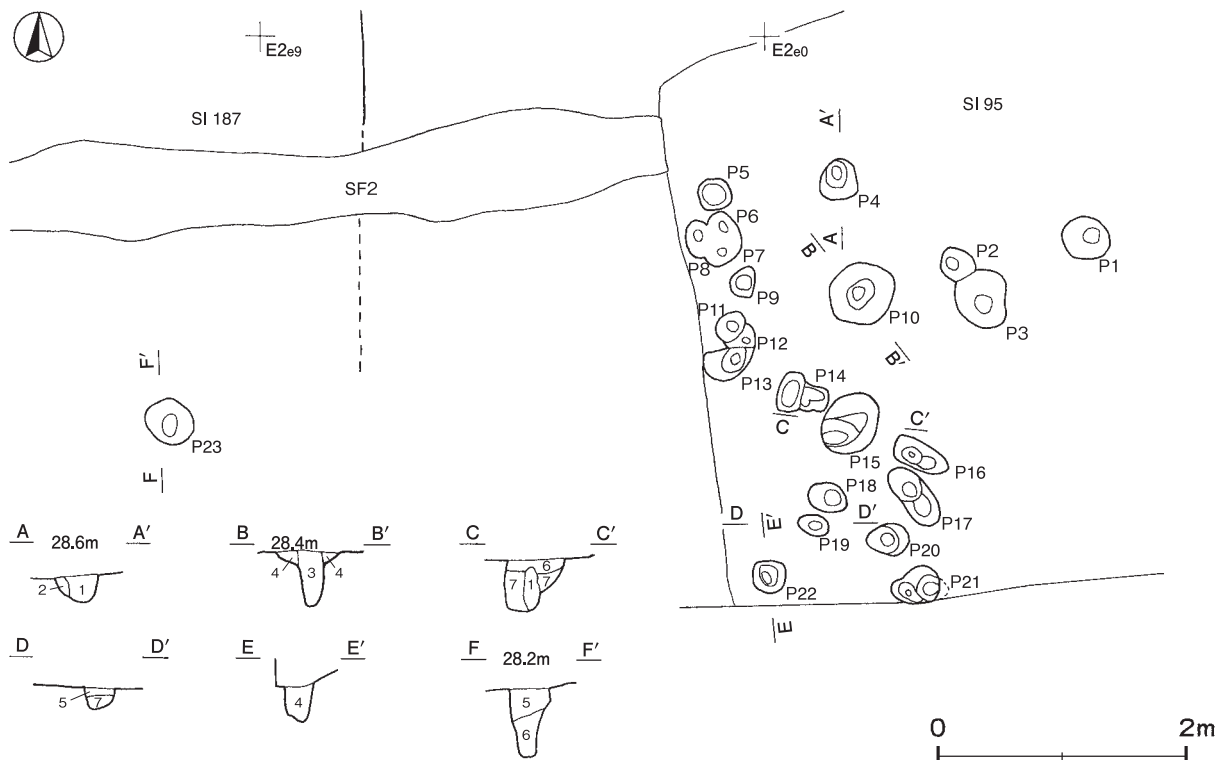 E2e9
E2e0
SI 187
SI 95
A'
SF2
P5
P4
P6
P8
P7
B
A
P2
P1
P9
P10
P3
P11
P12
B'
P13
F'
P14
C
C'
P23
P15
P16
F
P18
P17
D
E'
D'
P19
P20
P22
P21
E
A 28.6m A'
2 1
B 28.4m B'
4 3 4
C C'
6
7 1 7
D D'
5 7
E E'
4
F 28.2m F'
5
6
0 2m